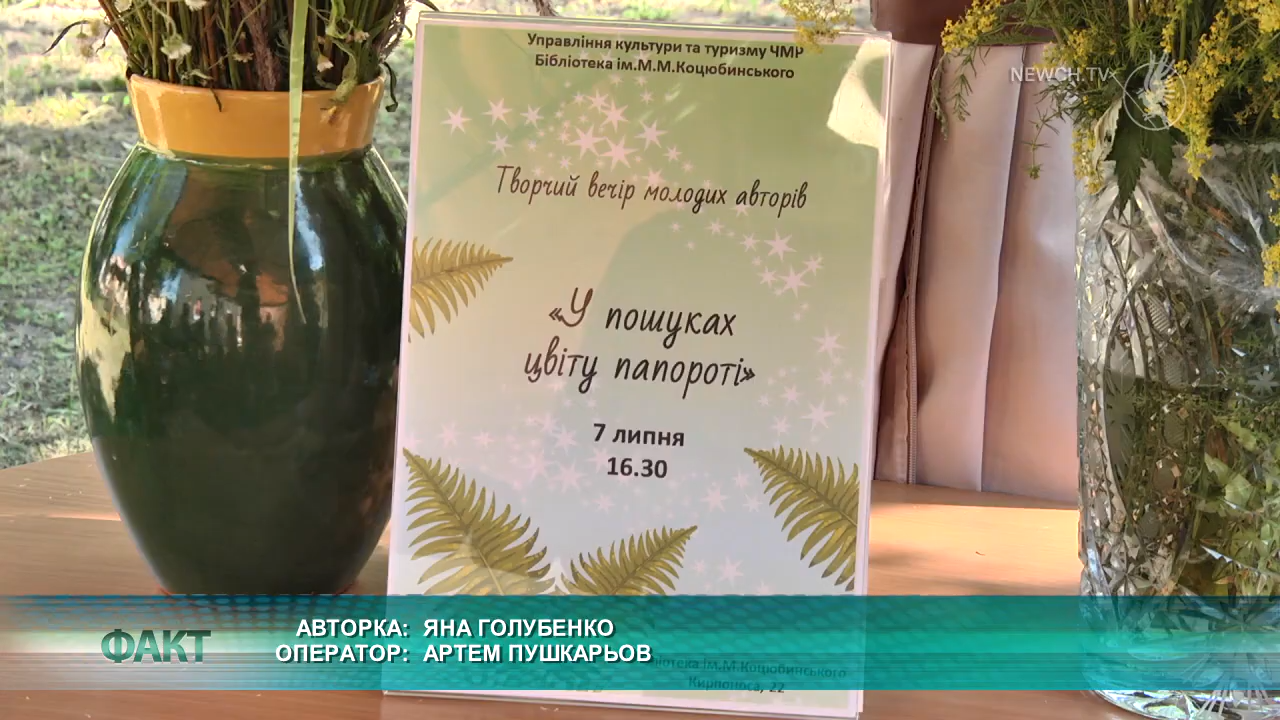 Управління культури та туризму ЧМР
Бібліотека ім.М.М.Коцюбинського
NEWCH.TV
Творчий вечір молодих авторів
«У пошуках
цвіту папороті»
7 липня
16.30
ФАКТ
АВТОРКА: ЯНА ГОЛУБЕНКО
ОПЕРАТОР: АРТЕМ ПУШКАРЬОВ
ім.М.Коцюбинського
Кирпоноса, 22